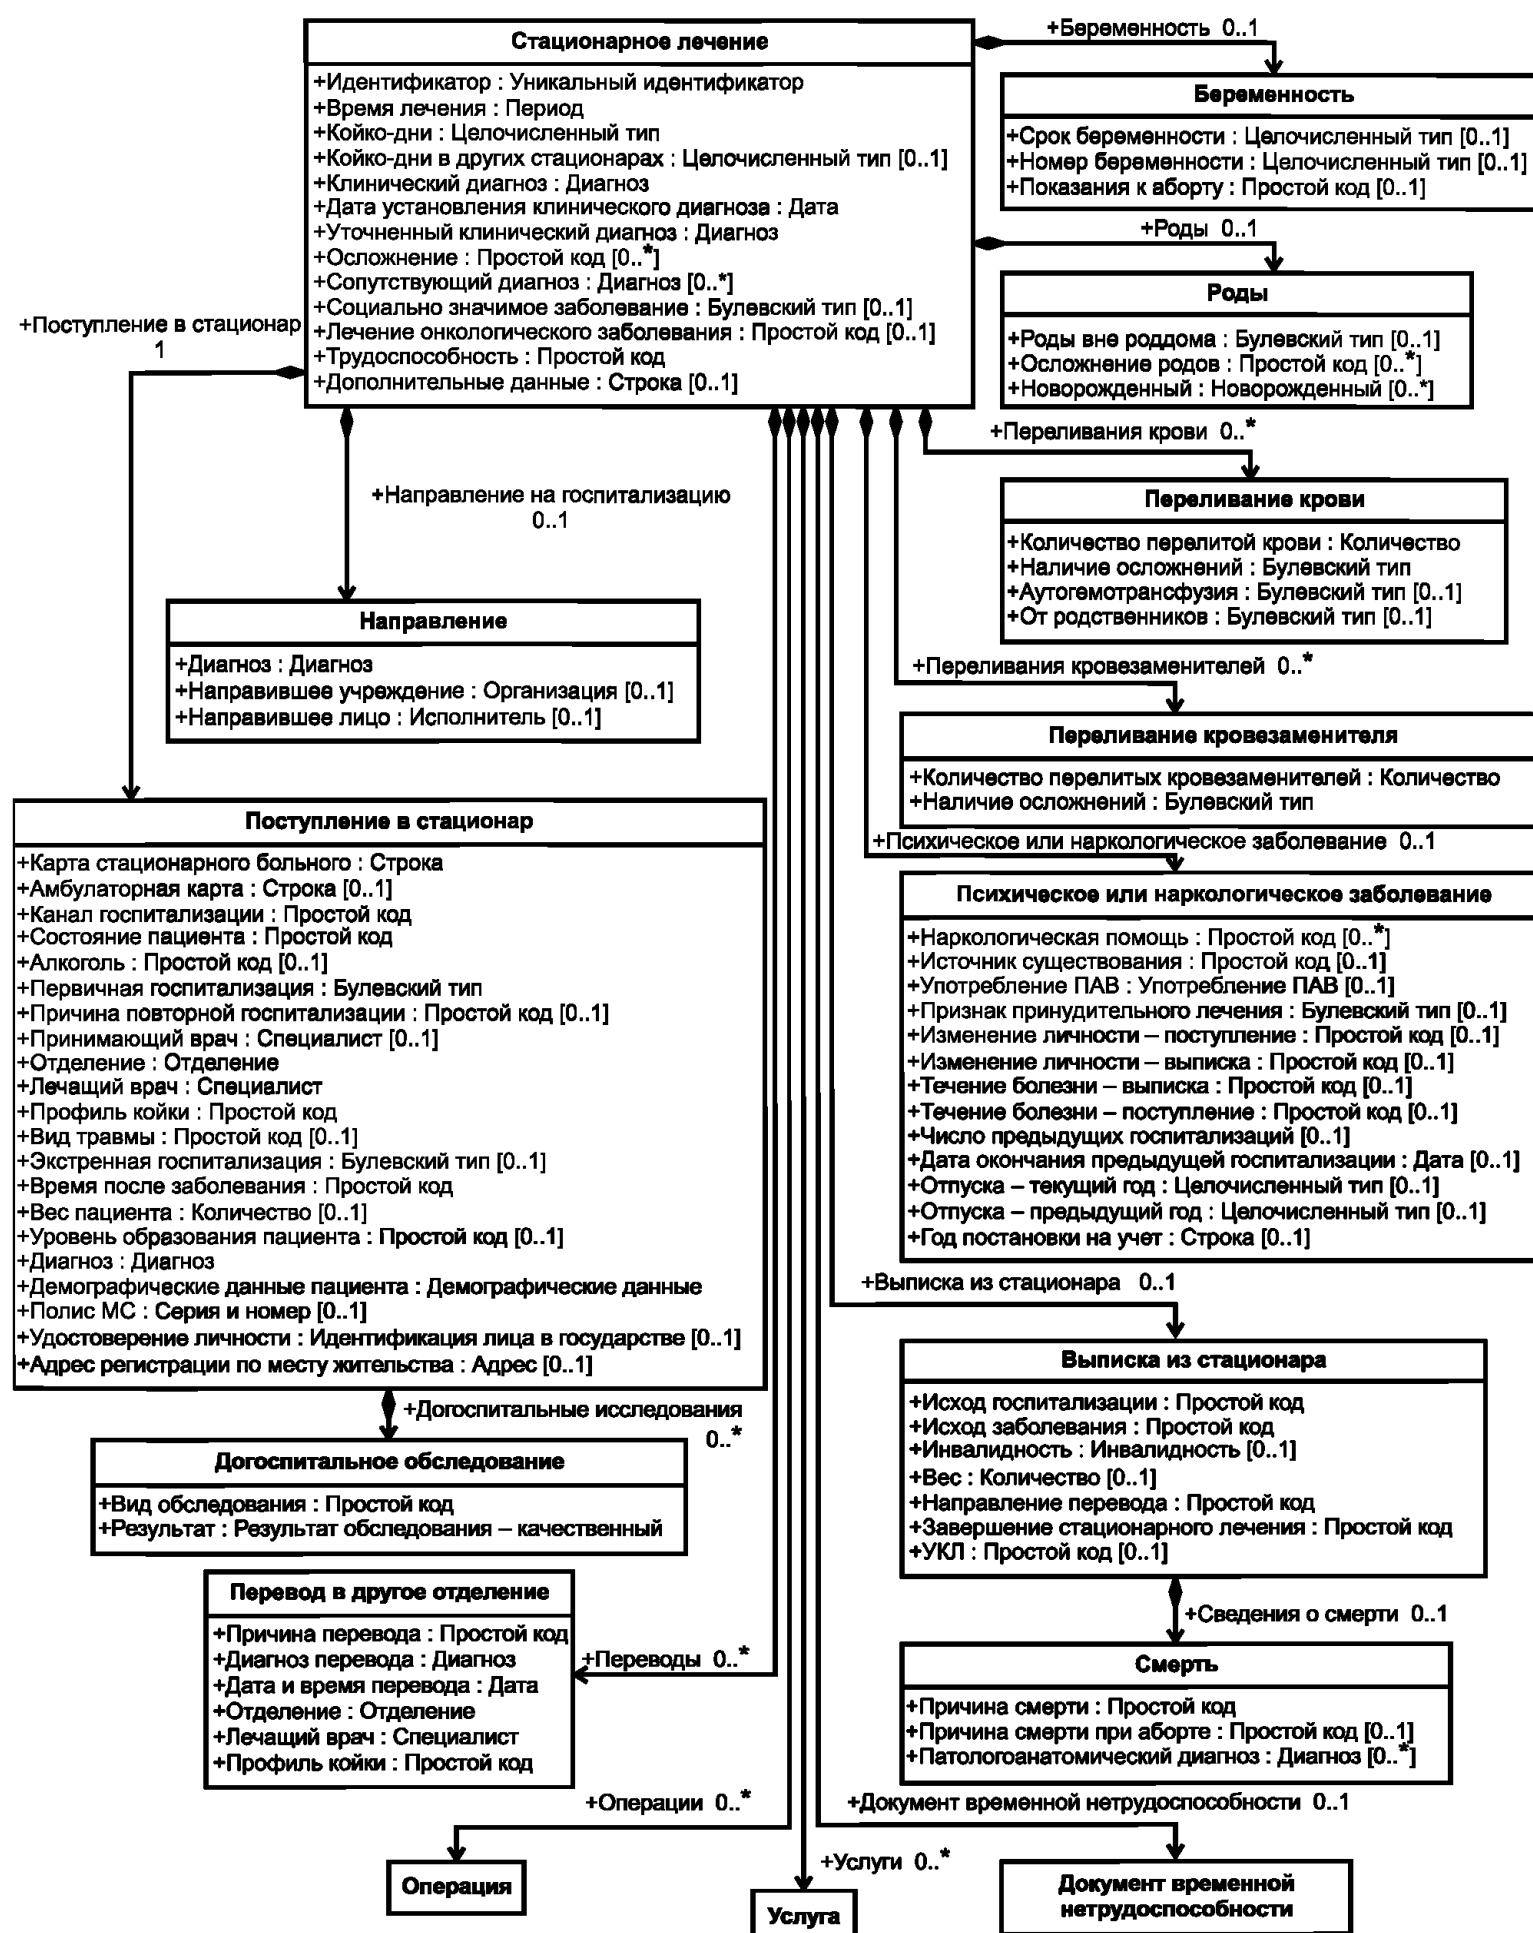 Стационарное лечение
+Идентификатор : Уникальный идентификатор
+Время лечения : Период
+Койко-дни : Целочисленный тип
+Койко-дни в других стационарах : Целочисленный тип [0..1]
+Клинический диагноз : Диагноз
+Дата установления клинического диагноза : Дата
+Уточненный клинический диагноз : Диагноз
+Осложнение : Простой код [0..*]
+Сопутствующий диагноз : Диагноз [0..*]
+Социально значимое заболевание : Булевский тип [0..1]
+Лечение онкологического заболевания : Простой код [0..1]
+Трудоспособность : Простой код
+Дополнительные данные : Строка [0..1]
+Беременность 0..1
Беременность
+Срок беременности : Целочисленный тип [0..1]
+Номер беременности : Целочисленный тип [0..1]
+Показания к аборту : Простой код [0..1]
+Роды 0..1
Роды
+Роды вне роддома : Булевский тип [0..1]
+Осложнение родов : Простой код [0..*]
+Новорожденный : Новорожденный [0..*]
+Поступление в стационар
1
+Переливания крови 0..*
Переливание крови
+Количество перелитой крови : Количество
+Наличие осложнений : Булевский тип
+Аутогемотрансфузия : Булевский тип [0..1]
+От родственников : Булевский тип [0..1]
+Направление на госпитализацию
0..1
Направление
+Диагноз : Диагноз
+Направившее учреждение : Организация [0..1]
+Направившее лицо : Исполнитель [0..1]
+Переливания кровезаменителей 0..*
Переливание кровезаменителя
+Количество перелитых кровезаменителей : Количество
+Наличие осложнений : Булевский тип
Поступление в стационар
+Карта стационарного больного : Строка
+Амбулаторная карта : Строка [0..1]
+Канал госпитализации : Простой код
+Состояние пациента : Простой код
+Алкоголь : Простой код [0..1]
+Первичная госпитализация : Булевский тип
+Причина повторной госпитализации : Простой код [0..1]
+Принимающий врач : Специалист [0..1]
+Отделение : Отделение
+Лечащий врач : Специалист
+Профиль койки : Простой код
+Вид травмы : Простой код [0..1]
+Экстренная госпитализация : Булевский тип [0..1]
+Время после заболевания : Простой код
+Вес пациента : Количество [0..1]
+Уровень образования пациента : Простой код [0..1]
+Диагноз : Диагноз
+Демографические данные пациента : Демографические данные
+Полис МС : Серия и номер [0..1]
+Удостоверение личности : Идентификация лица в государстве [0..1]
+Адрес регистрации по месту жительства : Адрес [0..1]
+Психическое или наркологическое заболевание 0..1
Психическое или наркологическое заболевание
+Наркологическая помощь : Простой код [0..*]
+Источник существования : Простой код [0..1]
+Употребление ПАВ : Употребление ПАВ [0..1]
+Признак принудительного лечения : Булевский тип [0..1]
+Изменение личности – поступление : Простой код [0..1]
+Изменение личности – выписка : Простой код [0..1]
+Течение болезни – выписка : Простой код [0..1]
+Течение болезни – поступление : Простой код [0..1]
+Число предыдущих госпитализаций [0..1]
+Дата окончания предыдущей госпитализации : Дата [0..1]
+Отпуска – текущий год : Целочисленный тип [0..1]
+Отпуска – предыдущий год : Целочисленный тип [0..1]
+Год постановки на учет : Строка [0..1]
+Выписка из стационара 0..1
Выписка из стационара
+Исход госпитализации : Простой код
+Исход заболевания : Простой код
+Инвалидность : Инвалидность [0..1]
+Вес : Количество [0..1]
+Направление перевода : Простой код
+Завершение стационарного лечения : Простой код
+УКЛ : Простой код [0..1]
+Догоспитальные исследования
0..*
Догоспитальное обследование
+Вид обследования : Простой код
+Результат : Результат обследования – качественный
Перевод в другое отделение
+Причина перевода : Простой код
+Диагноз перевода : Диагноз
+Дата и время перевода : Дата
+Отделение : Отделение
+Лечащий врач : Специалист
+Профиль койки : Простой код
+Переводы 0..*
+Сведения о смерти 0..1
Смерть
+Причина смерти : Простой код
+Причина смерти при аборте : Простой код [0..1]
+Патологоанатомический диагноз : Диагноз [0..*]
+Операции 0..*
Операция
+Услуги 0..*
Услуга
+Документ временной нетрудоспособности 0..1
Документ временной
нетрудоспособности